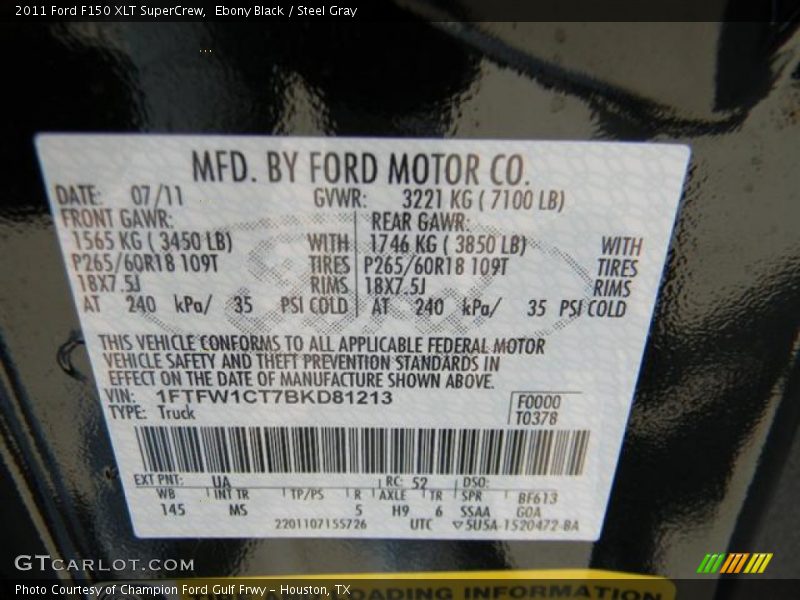 2011 Ford F150 XLT SuperCrew, Ebony Black / Steel Gray
MFD. BY FORD MOTOR CO.
DATE: 07/11 GVWR: 3221 KG ( 7100 LB)
FRONT GAWR: REAR GAWR:
1565 KG ( 3450 LB) WITH 1746 KG ( 3850 LB) WITH
P265/60R18 109T TIRES P265/60R18 109T TIRES
18X7.5J RIMS 18X7.5J RIMS
AT 240 kPa/ 35 PSI COLD AT 240 kPa/ 35 PSI COLD
THIS VEHICLE CONFORMS TO ALL APPLICABLE FEDERAL MOTOR
VEHICLE SAFETY AND THEFT PREVENTION STANDARDS IN
EFFECT ON THE DATE OF MANUFACTURE SHOWN ABOVE.
VIN: 1FTFW1CT7BKD81213 F0000
TYPE: Truck T0378
EXT PNT: UA RC: 52 DSO:
WB INT TR TP/PS R AXLE TR SPR BF613
145 MS 5 H9 6 SSAA GOA
2201107155726 UTC ▽5U5A-1520472-BA
LOADING INFORMATION
GTCARLOT.COM
Photo Courtesy of Champion Ford Gulf Frwy - Houston, TX